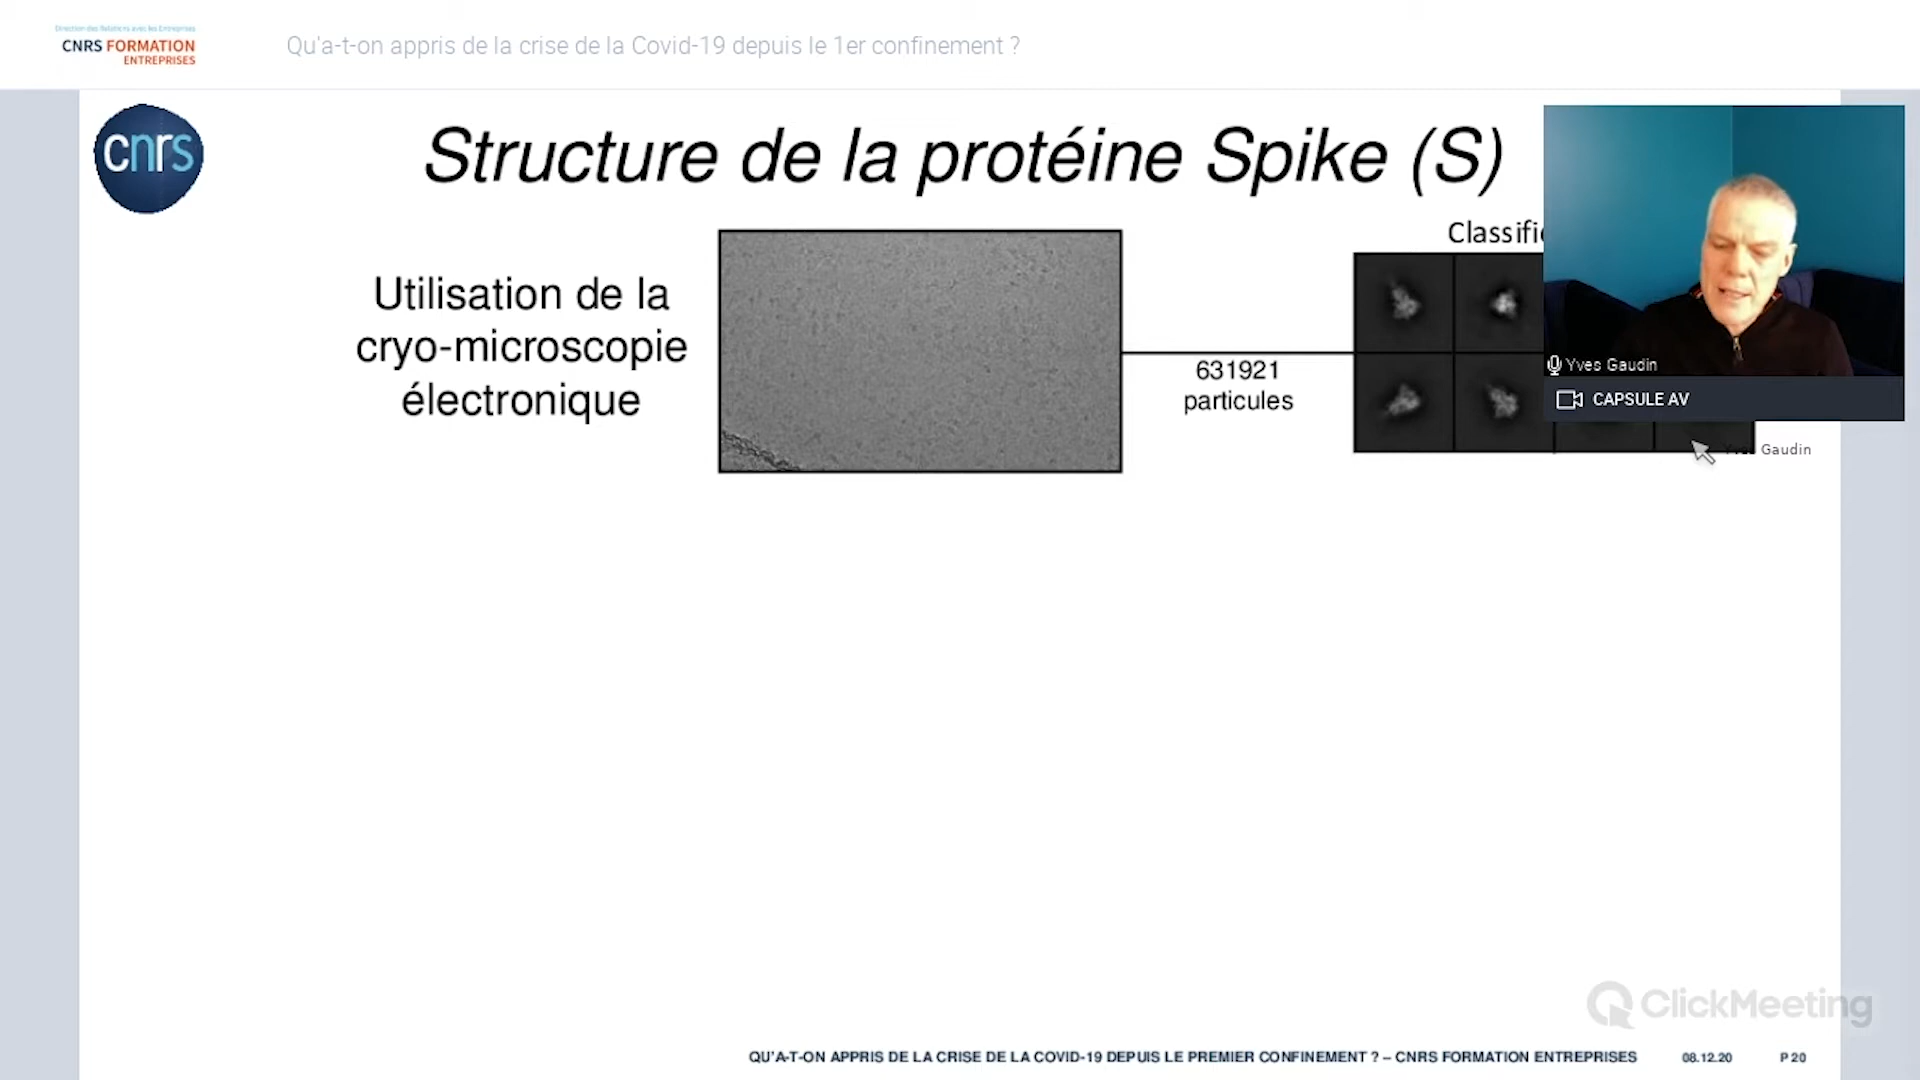 Direction des Relations avec les Entreprises
CNRS FORMATION
ENTREPRISES
Qu'a-t-on appris de la crise de la Covid-19 depuis le 1er confinement ?
cnrs
Structure de la protéine Spike (S)
Classific
Utilisation de la
cryo-microscopie
électronique
631921
particules
Yves Gaudin
CAPSULE AV
Yves Gaudin
ClickMeeting
QU'A-T-ON APPRIS DE LA CRISE DE LA COVID-19 DEPUIS LE PREMIER CONFINEMENT ? – CNRS FORMATION ENTREPRISES 08.12.20 P 20